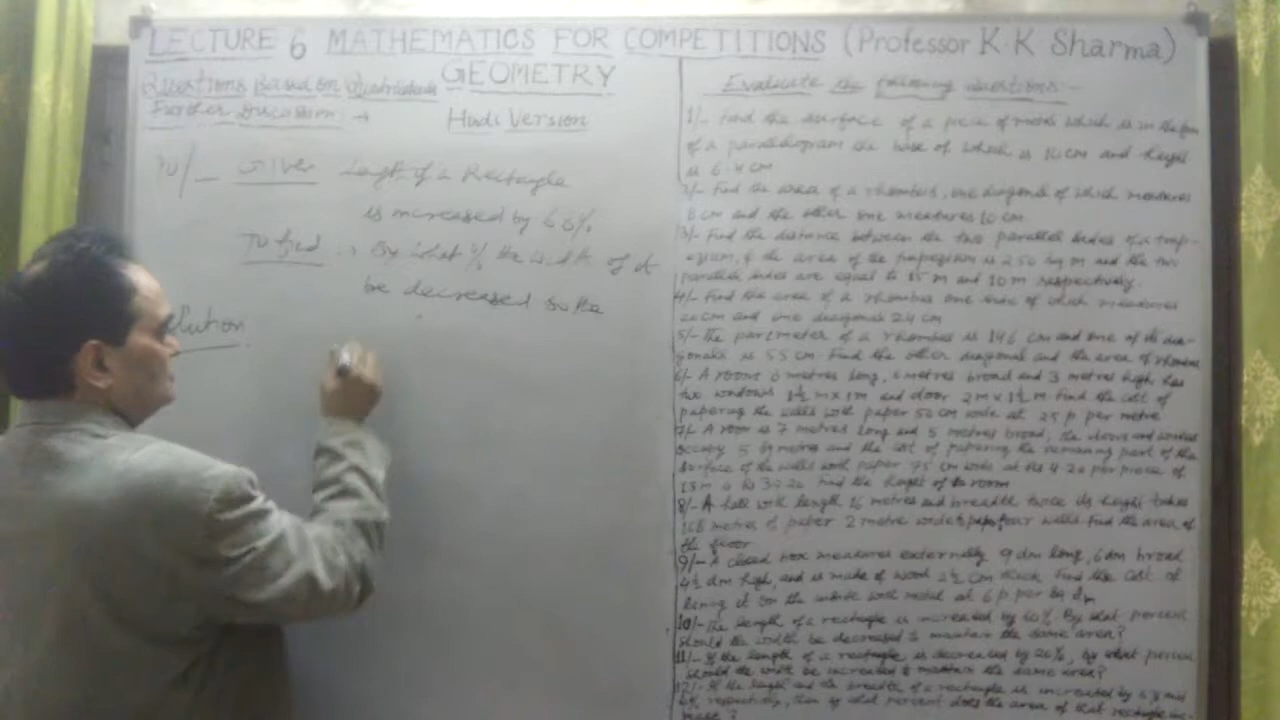 LECTURE 6 MATHEMATICS FOR COMPETITIONS (Professor K.K Sharma)
GEOMETRY
Questions Based on
Further Discussion →
Hindi Version
10/- Given Length of a Rectangle
is increased by 60%
To find → By what % the width of it
be decreased so the
lution
Evaluate the following Questions:-
1/- Find the surface of a piece of metal which is in the form
of a parallelogram the base of which is 10 cm and height
is 6.4 cm
2/- Find the area of a rhombus, one diagonal of which measures
8 cm and the other one measures 10 cm
3/- Find the distance between the two parallel sides of a trap-
ezium, if the area of the trapezium is 250 sq m and the two
parallel sides are equal to 15 m and 10 m respectively.
4/- Find the area of a rhombus one side of which measures
20 cm and one diagonal 24 cm
5/- The perimeter of a rhombus is 146 cm and one of its dia-
gonals is 55 cm. Find the other diagonal and the area of rhombus
6/- A room 8 metres long, 6 metres broad and 3 metres high has
two windows 1½ m x 1m and door 2m x 1½ m Find the cost of
papering the walls with paper 50 cm wide at 25 p per metre
7/- A room is 7 metres long and 5 metres broad; the doors and windows
occupy 5 sq metres and the cost of papering the remaining part of the
surface of the walls with paper 75 cm wide at Rs 4.20 per piece of
13 m is Rs 39.20 Find the height of the room
8/- A hall with length 16 metres and breadth twice its height takes
168 metres of paper 2 metre wide to paper four walls Find the area of
the floor
9/- A closed box measures externally 9 dm long, 6 dm broad
4½ dm high, and is made of wood 2½ cm thick. Find the cost of
lining it on the inside with metal at 6 p per sq dm
10/- The length of a rectangle is increased by 60% By what percent
should the width be decreased to maintain the same area?
11/- If the length of a rectangle is decreased by 20%, by what percent
should the width be increased to maintain the same area?
12/- If the length and the breadth of a rectangle is increased by and
respectively, then by what percent does the area of that rectangle in-
crease?